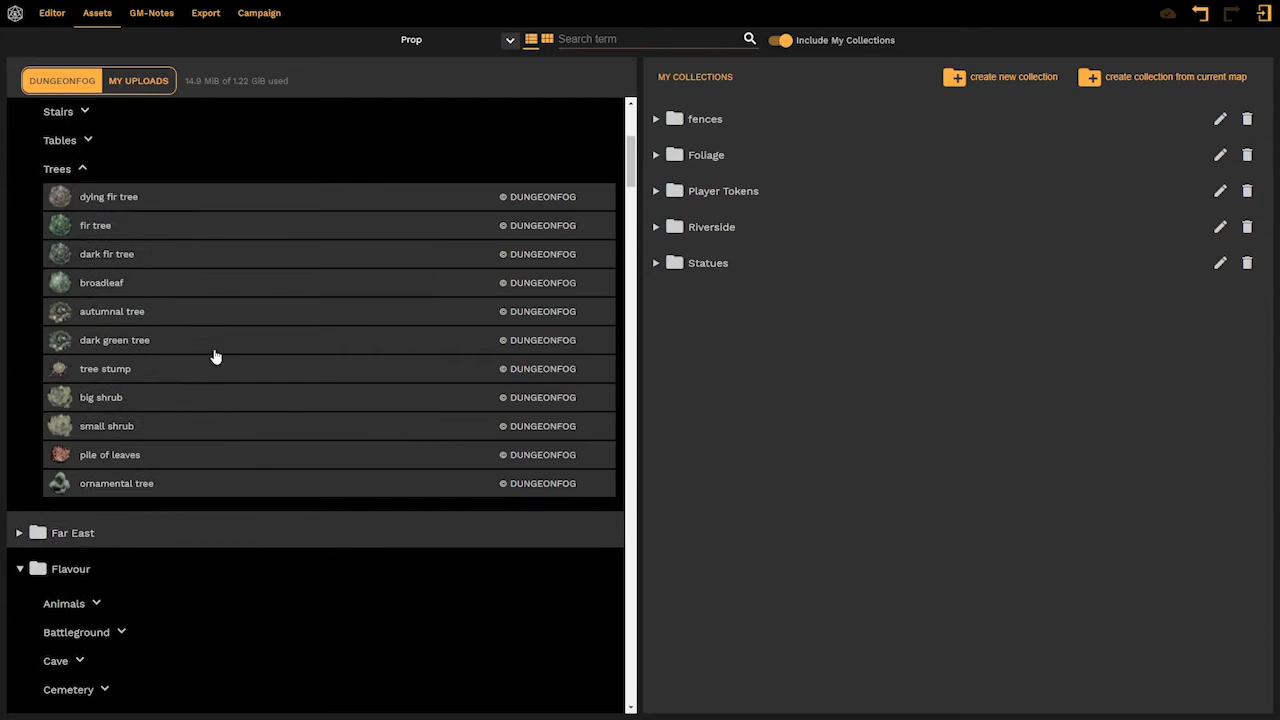 Editor Assets GM-Notes Export Campaign
Prop Search term Include My Collections
DUNGEONFOG MY UPLOADS 14.9 MiB of 1.22 GiB used
Stairs
Tables
Trees
dying fir tree © DUNGEONFOG
fir tree © DUNGEONFOG
dark fir tree © DUNGEONFOG
broadleaf © DUNGEONFOG
autumnal tree © DUNGEONFOG
dark green tree © DUNGEONFOG
tree stump © DUNGEONFOG
big shrub © DUNGEONFOG
small shrub © DUNGEONFOG
pile of leaves © DUNGEONFOG
ornamental tree © DUNGEONFOG
Far East
Flavour
Animals
Battleground
Cave
Cemetery
MY COLLECTIONS create new collection create collection from current map
fences
Foliage
Player Tokens
Riverside
Statues